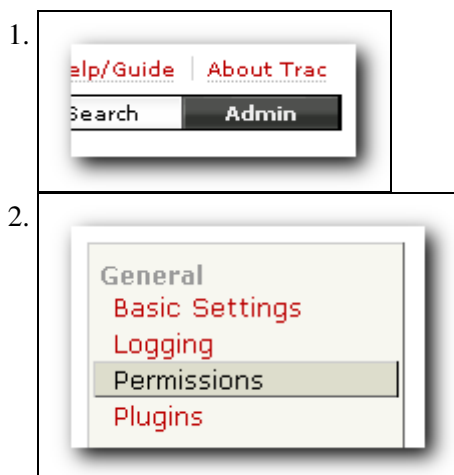 1.
elp/Guide About Trac
Search Admin
2.
General
Basic Settings
Logging
Permissions
Plugins